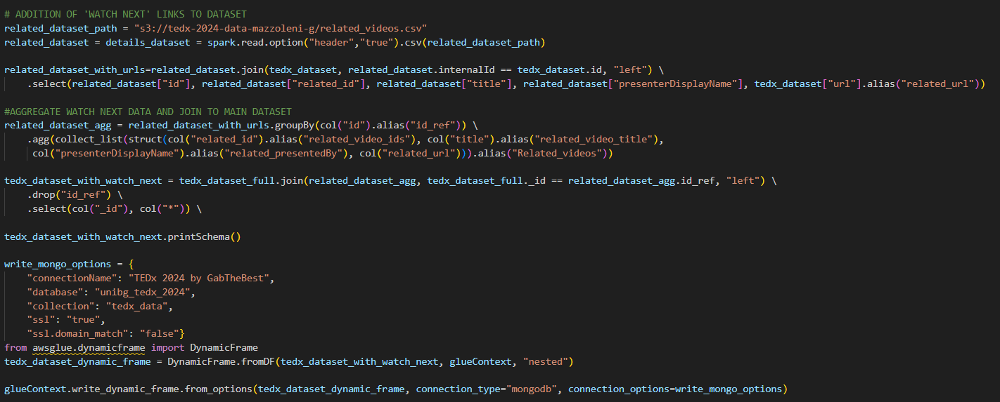 # ADDITION OF 'WATCH NEXT' LINKS TO DATASET
related_dataset_path = "s3://tedx-2024-data-mazzoleni-g/related_videos.csv"
related_dataset = details_dataset = spark.read.option("header","true").csv(related_dataset_path)
related_dataset_with_urls=related_dataset.join(tedx_dataset, related_dataset.internalId == tedx_dataset.id, "left") \
.select(related_dataset["id"], related_dataset["related_id"], related_dataset["title"], related_dataset["presenterDisplayName"], tedx_dataset["url"].alias("related_url"))
#AGGREGATE WATCH NEXT DATA AND JOIN TO MAIN DATASET
related_dataset_agg = related_dataset_with_urls.groupBy(col("id").alias("id_ref")) \
.agg(collect_list(struct(col("related_id").alias("related_video_ids"), col("title").alias("related_video_title"),
col("presenterDisplayName").alias("related_presentedBy"), col("related_url"))).alias("Related_videos"))
tedx_dataset_with_watch_next = tedx_dataset_full.join(related_dataset_agg, tedx_dataset_full._id == related_dataset_agg.id_ref, "left") \
.drop("id_ref") \
.select(col("_id"), col("*")) \
tedx_dataset_with_watch_next.printSchema()
write_mongo_options = {
"connectionName": "TEDx 2024 by GabTheBest",
"database": "unibg_tedx_2024",
"collection": "tedx_data",
"ssl": "true",
"ssl.domain_match": "false"}
from awsglue.dynamicframe import DynamicFrame
tedx_dataset_dynamic_frame = DynamicFrame.fromDF(tedx_dataset_with_watch_next, glueContext, "nested")
glueContext.write_dynamic_frame.from_options(tedx_dataset_dynamic_frame, connection_type="mongodb", connection_options=write_mongo_options)